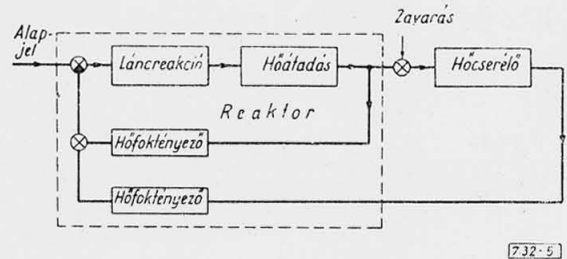 Alap-
jel
Zavarás
Láncreakció
Hőátadás
Hőcserélő
Reaktor
Hőfoktényező
Hőfoktényező
732-5